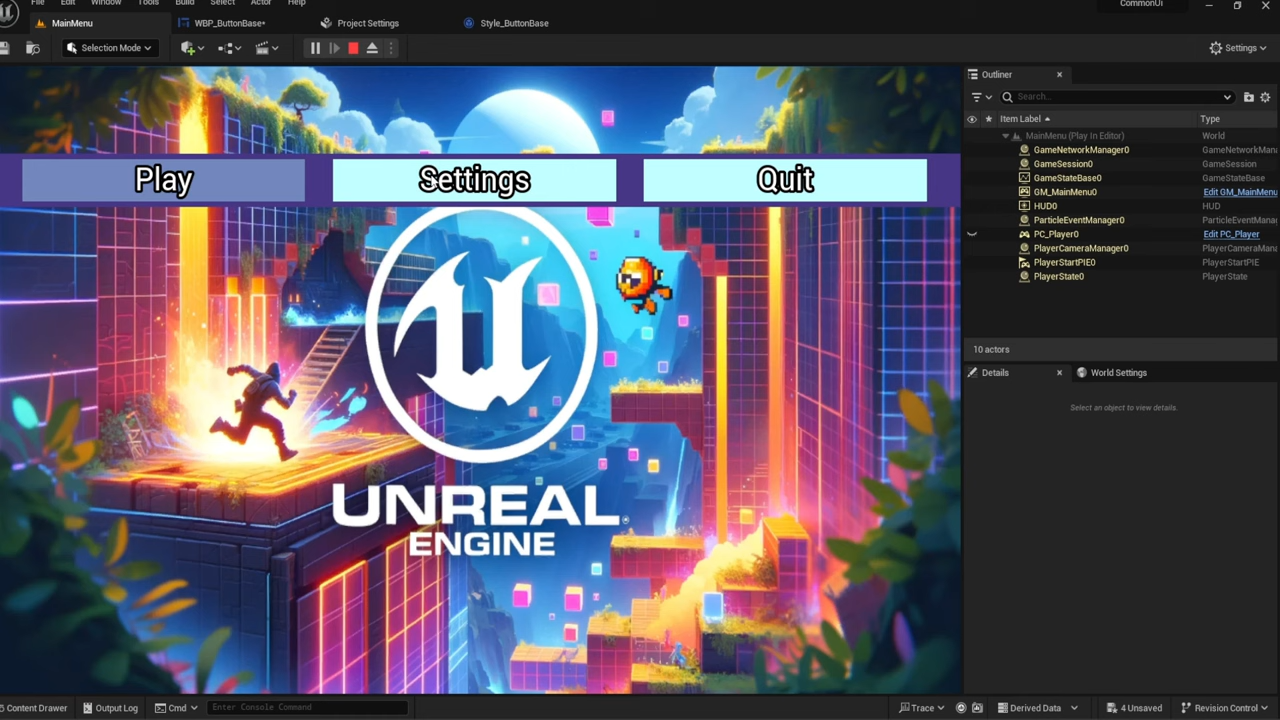 File Edit Window Tools Build Select Actor Help
CommonUI
MainMenu WBP_ButtonBase* Project Settings Style_ButtonBase
Selection Mode Settings
Outliner
Search...
Item Label Type
MainMenu (Play In Editor) World
GameNetworkManager0 GameNetworkMana
GameSession0 GameSession
GameStateBase0 GameStateBase
GM_MainMenu0 Edit GM_MainMenu
HUD0 HUD
ParticleEventManager0 ParticleEventMana
PC_Player0 Edit PC_Player
PlayerCameraManager0 PlayerCameraMan
PlayerStartPIE0 PlayerStartPIE
PlayerState0 PlayerState
10 actors
Details World Settings
Select an object to view details.
Play Settings Quit
UNREAL
ENGINE
Content Drawer Output Log Cmd Enter Console Command Trace Derived Data 4 Unsaved Revision Control